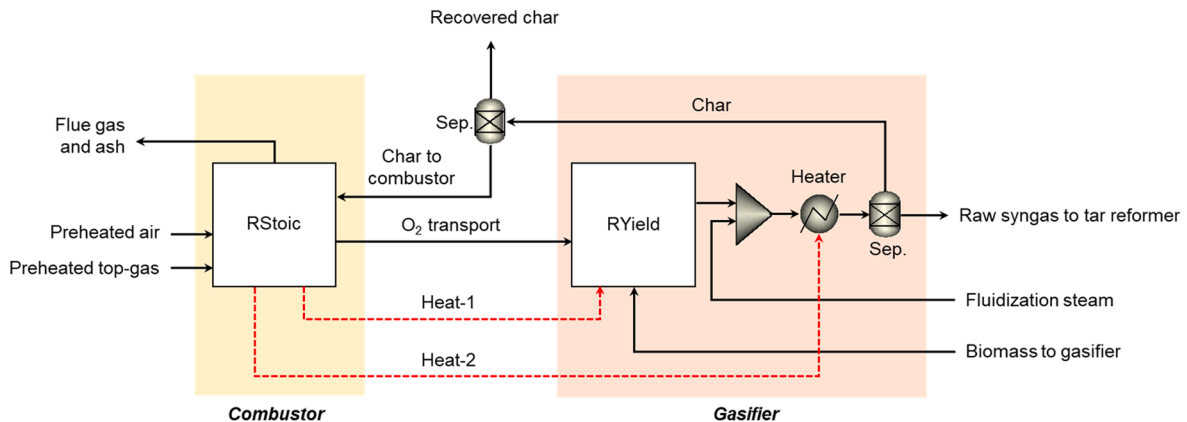 Recovered char
Char
Sep.
Flue gas
and ash
Char to
combustor
Heater
RStoic
RYield
O₂ transport
Preheated air
Preheated top-gas
Raw syngas to tar reformer
Sep.
Heat-1
Fluidization steam
Heat-2
Biomass to gasifier
Combustor
Gasifier